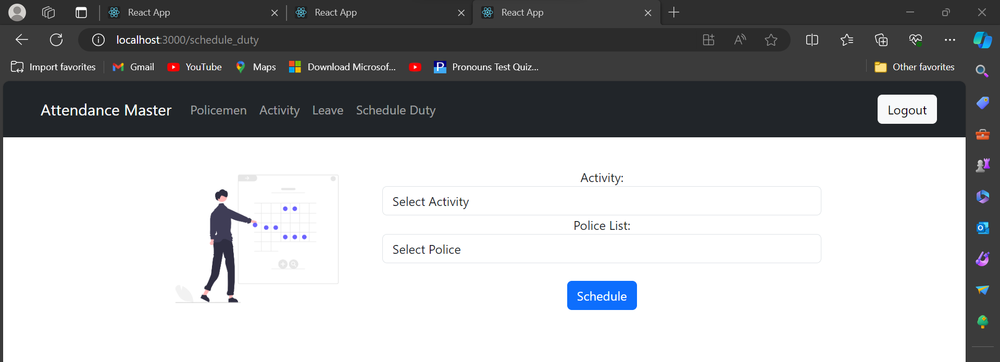 React App
React App
React App
localhost:3000/schedule_duty
Import favorites
Gmail
YouTube
Maps
Download Microsof...
Pronouns Test Quiz...
Other favorites
Attendance Master
Policemen
Activity
Leave
Schedule Duty
Logout
Activity:
Select Activity
Police List:
Select Police
Schedule